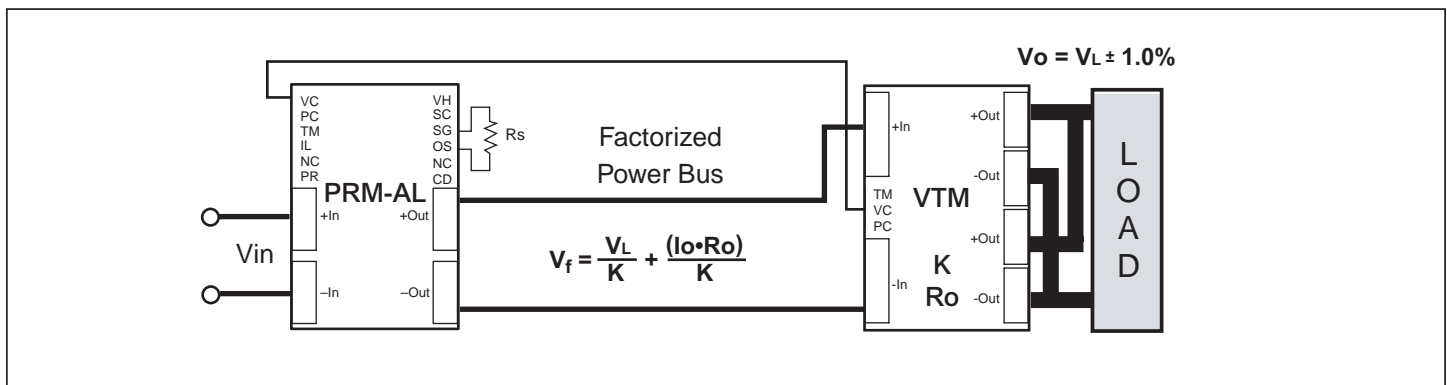 Vo = VL ± 1.0%
VC
PC
TM
IL
NC
PR
VH
SC
SG
OS
NC
CD
Rs
PRM-AL
+In
+Out
–In
–Out
Vin
Factorized
Power Bus
Vf = VL/K + (Io•Ro)/K
+In
TM
VC
PC
-In
VTM
K
Ro
+Out
-Out
+Out
-Out
LOAD